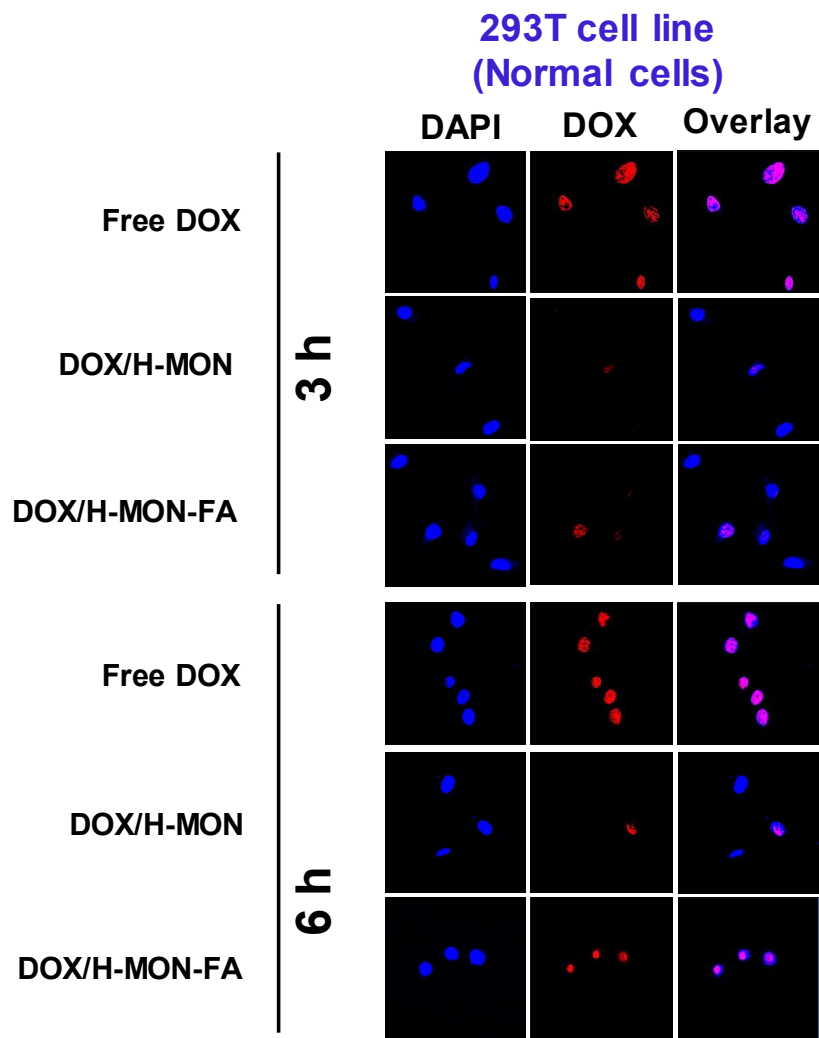 293T cell line
(Normal cells)
DAPI DOX Overlay
Free DOX
DOX/H-MON
DOX/H-MON-FA
3 h
Free DOX
DOX/H-MON
DOX/H-MON-FA
6 h